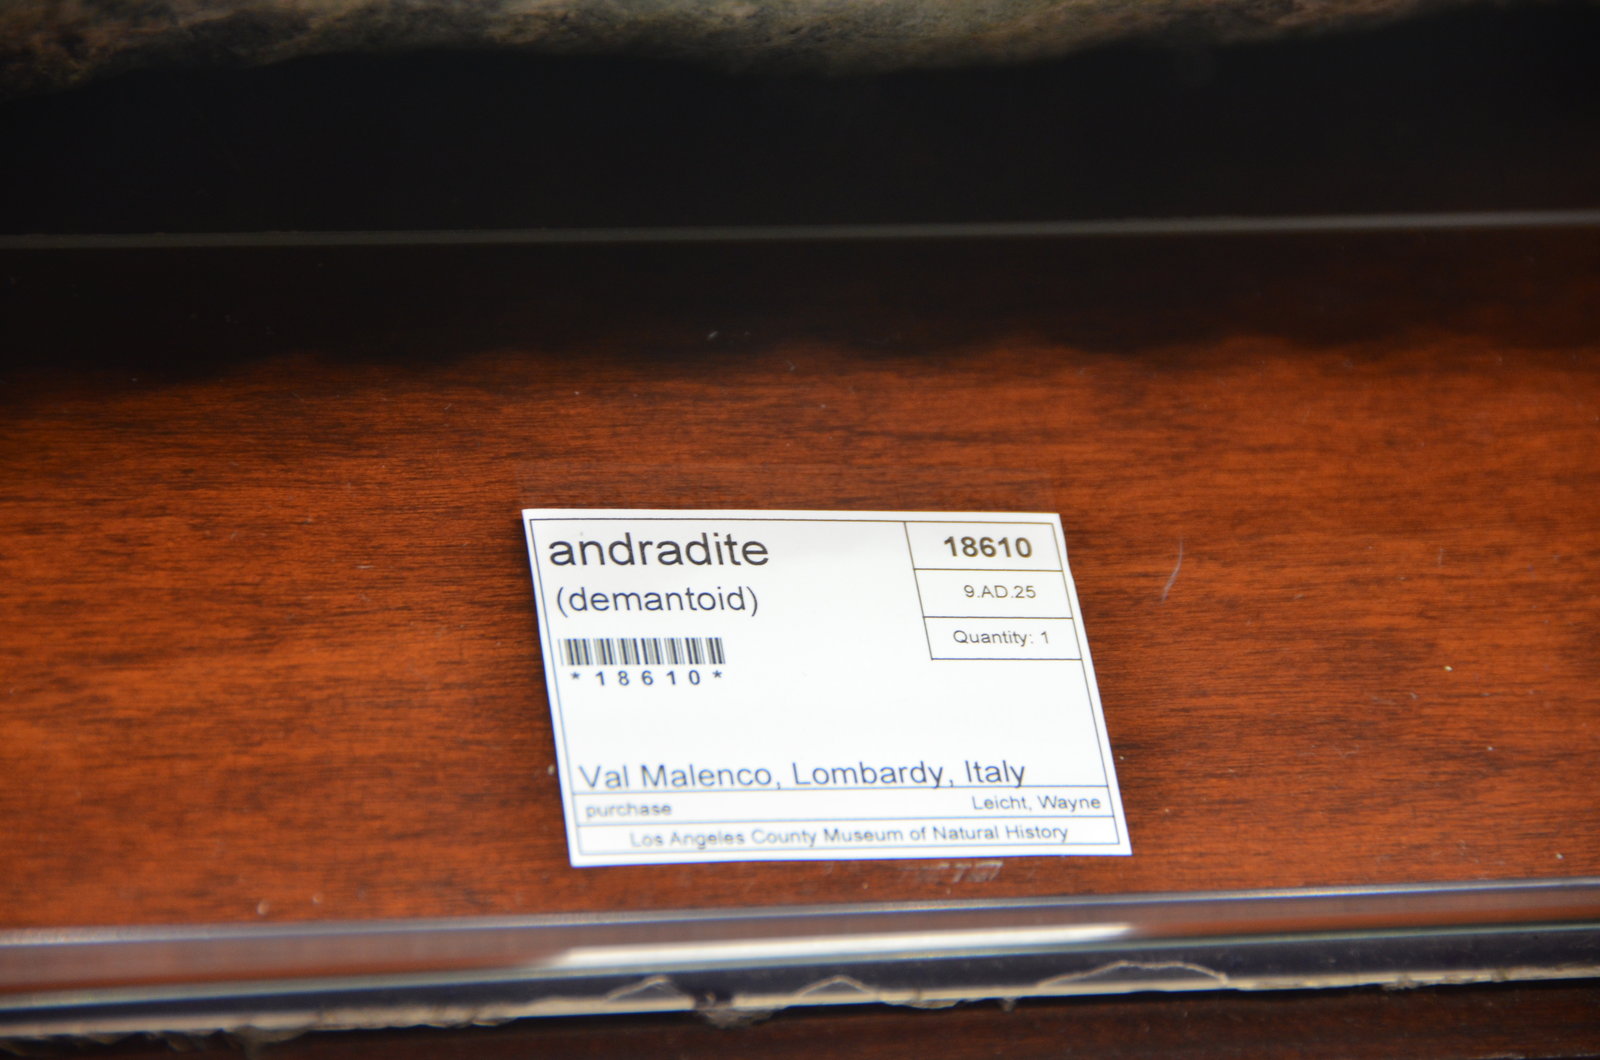 andradite
18610
(demantoid)
9.AD.25
Quantity: 1
*18610*
Val Malenco, Lombardy, Italy
purchase
Leicht, Wayne
Los Angeles County Museum of Natural History